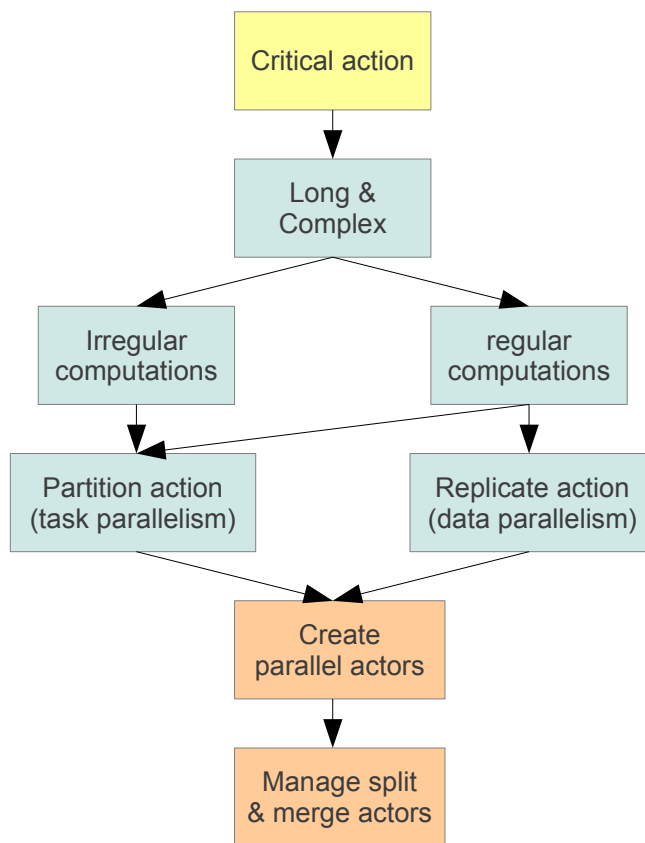 Critical action
Long &
Complex
Irregular
computations
regular
computations
Partition action
(task parallelism)
Replicate action
(data parallelism)
Create
parallel actors
Manage split
& merge actors